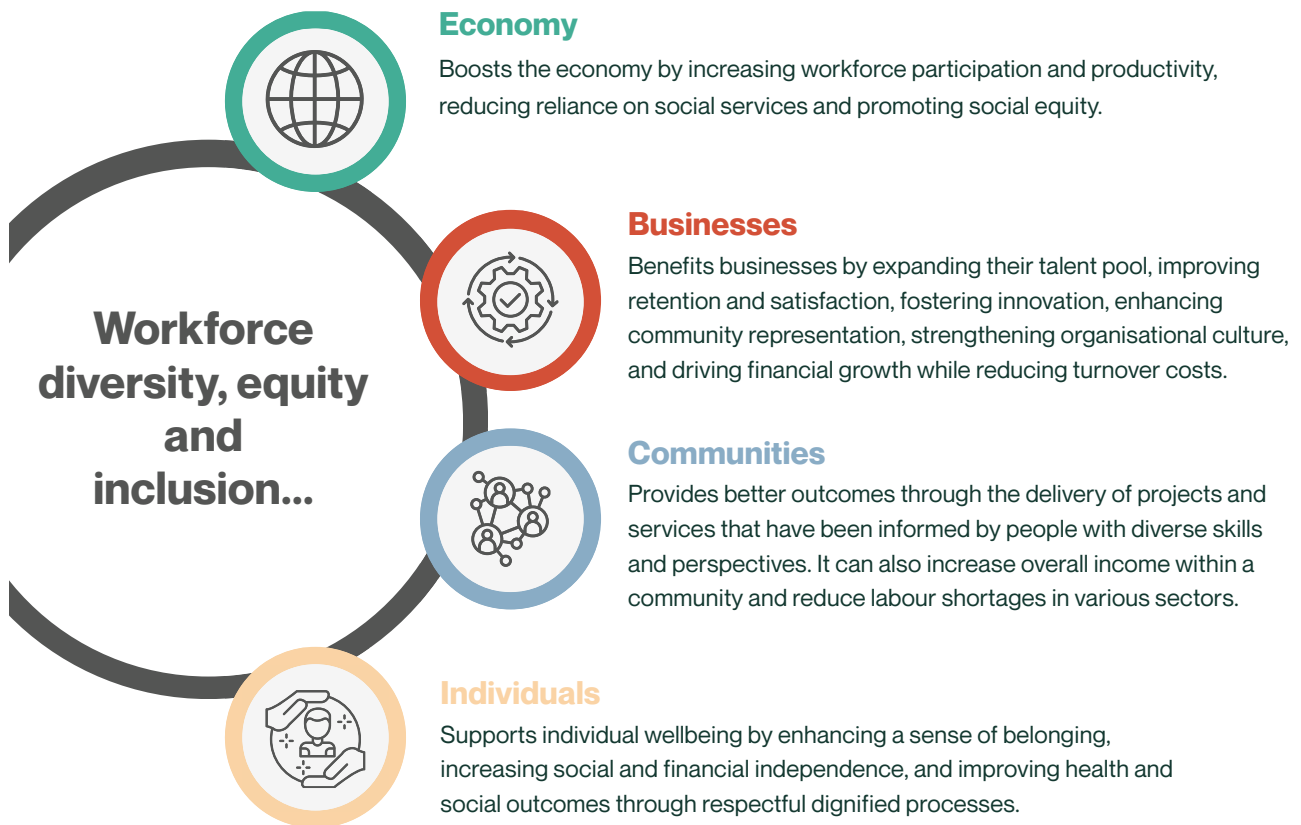 Economy
Boosts the economy by increasing workforce participation and productivity,
reducing reliance on social services and promoting social equity.
Businesses
Benefits businesses by expanding their talent pool, improving
retention and satisfaction, fostering innovation, enhancing
community representation, strengthening organisational culture,
and driving financial growth while reducing turnover costs.
Workforce
diversity, equity
and
inclusion...
Communities
Provides better outcomes through the delivery of projects and
services that have been informed by people with diverse skills
and perspectives. It can also increase overall income within a
community and reduce labour shortages in various sectors.
Individuals
Supports individual wellbeing by enhancing a sense of belonging,
increasing social and financial independence, and improving health and
social outcomes through respectful dignified processes.